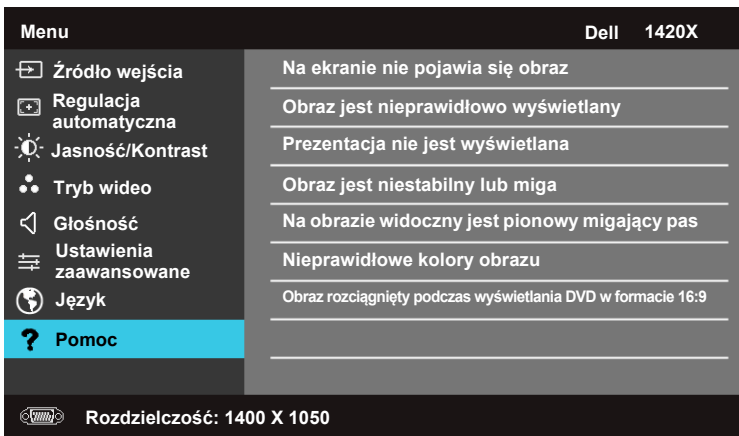 Menu
Dell 1420X
Źródło wejścia
Regulacja
automatyczna
Jasność/Kontrast
Tryb wideo
Głośność
Ustawienia
zaawansowane
Język
? Pomoc
Na ekranie nie pojawia się obraz
Obraz jest nieprawidłowo wyświetlany
Prezentacja nie jest wyświetlana
Obraz jest niestabilny lub miga
Na obrazie widoczny jest pionowy migający pas
Nieprawidłowe kolory obrazu
Obraz rozciągnięty podczas wyświetlania DVD w formacie 16:9
Rozdzielczość: 1400 X 1050